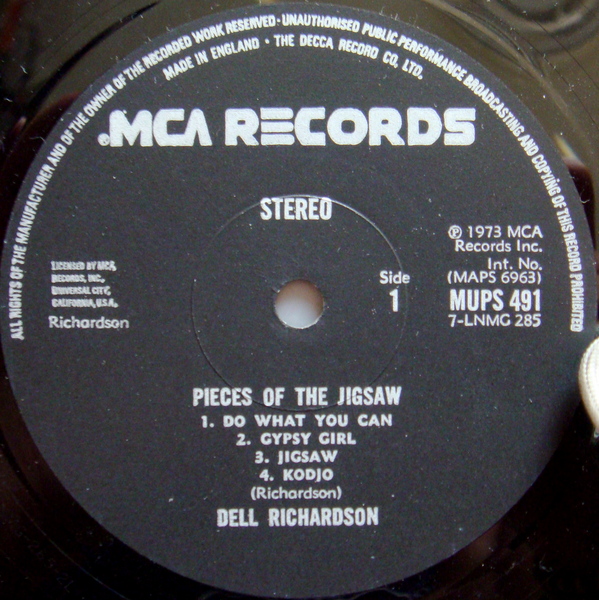 ALL RIGHTS OF THE MANUFACTURER AND OF THE OWNER OF THE RECORDED WORK RESERVED · UNAUTHORISED PUBLIC PERFORMANCE BROADCASTING AND COPYING OF THIS RECORD PROHIBITED
MADE IN ENGLAND · THE DECCA RECORD CO, LTD.
®MCA RECORDS
STEREO
LICENSED BY MCA
RECORDS, INC.,
UNIVERSAL CITY,
CALIFORNIA, U.S.A.
Richardson
Side
1
℗ 1973 MCA
Records Inc.
Int. No.
(MAPS 6963)
MUPS 491
7-LNMG 285
PIECES OF THE JIGSAW
1. DO WHAT YOU CAN
2. GYPSY GIRL
3. JIGSAW
4. KODJO
(Richardson)
DELL RICHARDSON